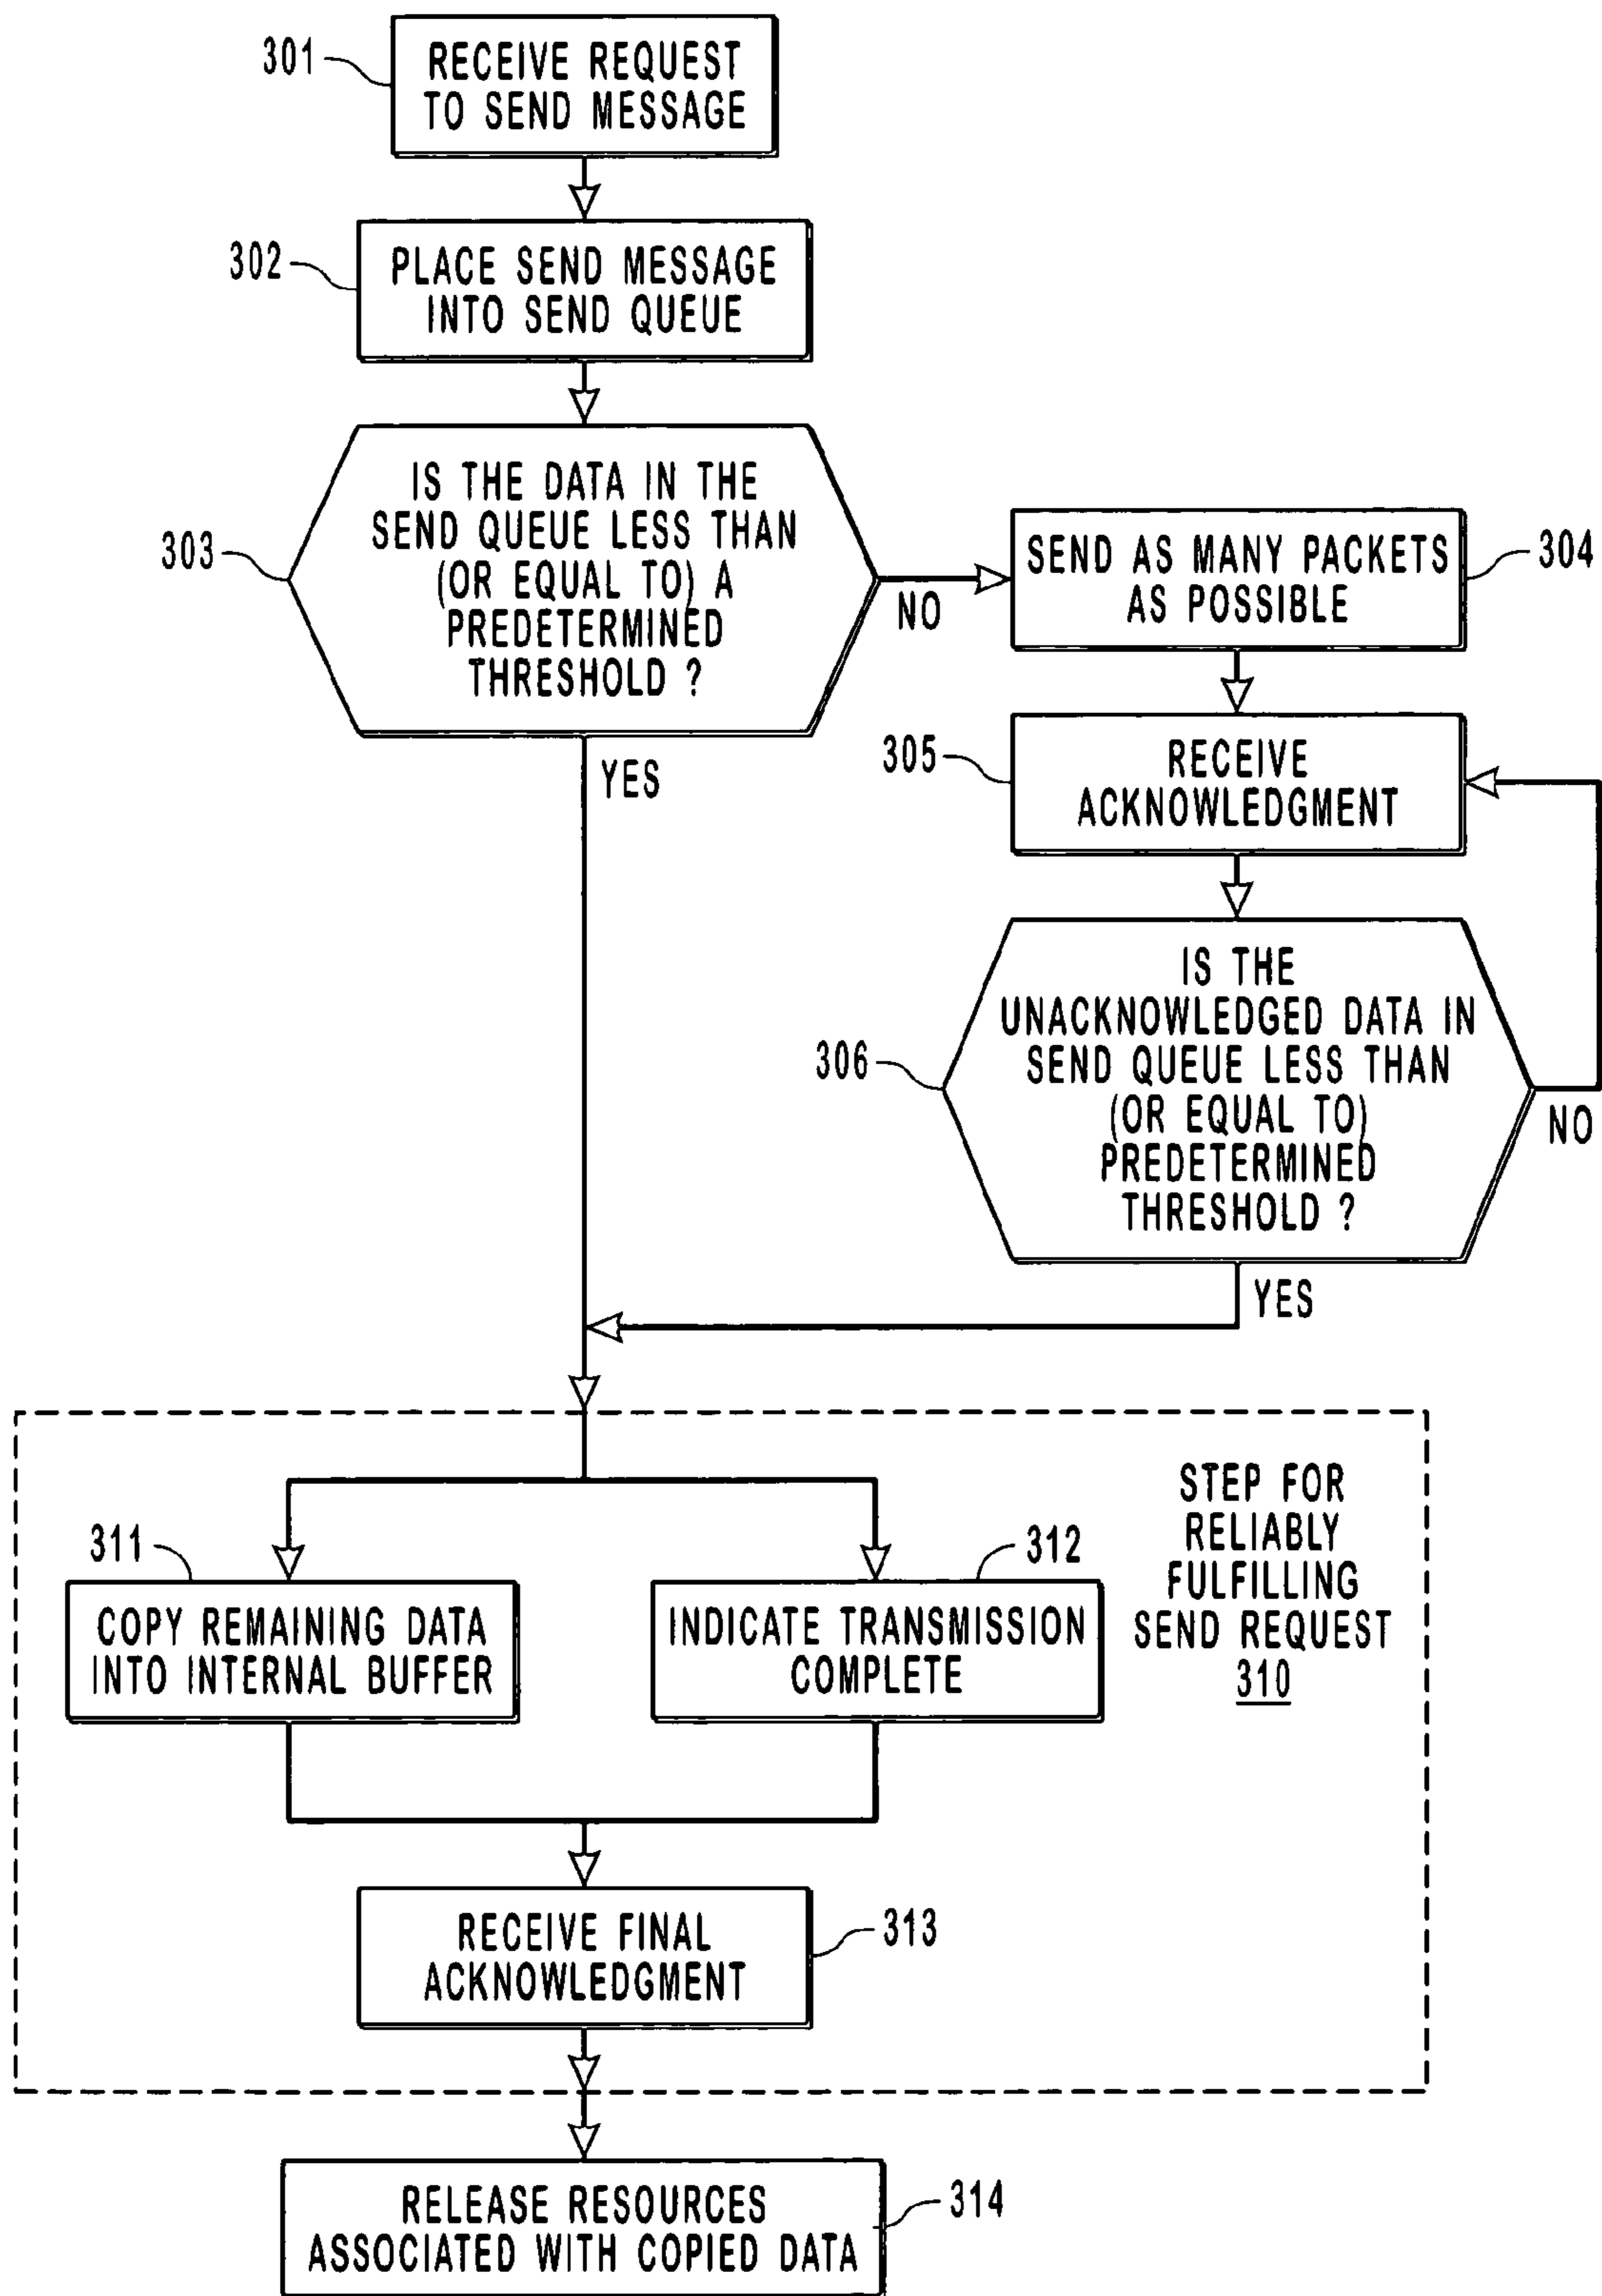 301
RECEIVE REQUEST
TO SEND MESSAGE
302
PLACE SEND MESSAGE
INTO SEND QUEUE
303
IS THE DATA IN THE
SEND QUEUE LESS THAN
(OR EQUAL TO) A
PREDETERMINED
THRESHOLD ?
NO
YES
304
SEND AS MANY PACKETS
AS POSSIBLE
305
RECEIVE
ACKNOWLEDGMENT
306
IS THE
UNACKNOWLEDGED DATA IN
SEND QUEUE LESS THAN
(OR EQUAL TO)
PREDETERMINED
THRESHOLD ?
NO
YES
STEP FOR
RELIABLY
FULFILLING
SEND REQUEST
310
311
COPY REMAINING DATA
INTO INTERNAL BUFFER
312
INDICATE TRANSMISSION
COMPLETE
RECEIVE FINAL
ACKNOWLEDGMENT
313
RELEASE RESOURCES
ASSOCIATED WITH COPIED DATA
314